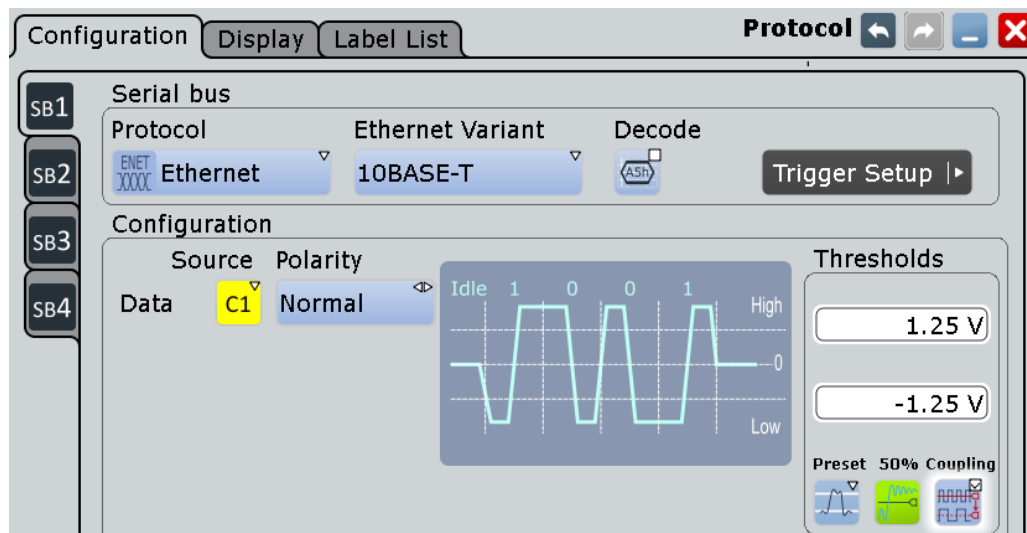 Configuration Display Label List Protocol
SB1
Serial bus
Protocol Ethernet Variant Decode
SB2
ENET
XXXX Ethernet 10BASE-T A5h Trigger Setup
SB3
Configuration
Source Polarity Thresholds
SB4
Data C1 Normal
Idle 1 0 0 1
High
0
Low
1.25 V
-1.25 V
Preset 50% Coupling